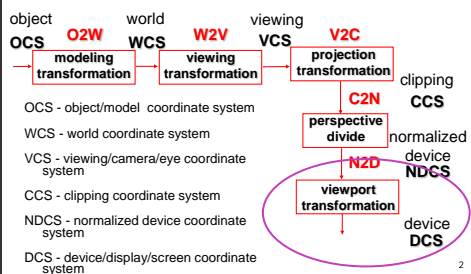 object
world
viewing
OCS
O2W
WCS
W2V
VCS
V2C
modeling
transformation
viewing
transformation
projection
transformation
clipping
CCS
C2N
perspective
divide
normalized
device
NDCS
N2D
viewport
transformation
device
DCS
OCS - object/model coordinate system
WCS - world coordinate system
VCS - viewing/camera/eye coordinate
system
CCS - clipping coordinate system
NDCS - normalized device coordinate
system
DCS - device/display/screen coordinate
system
2